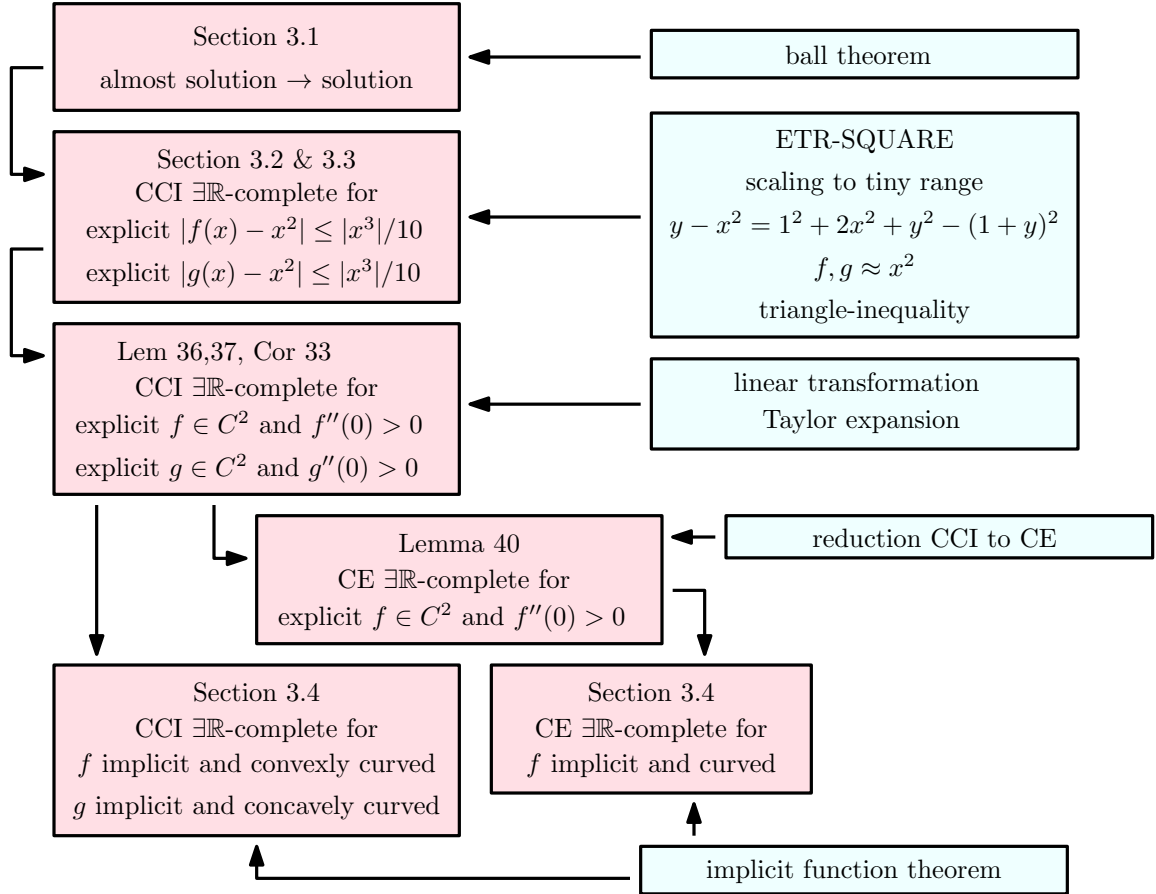 Section 3.1
almost solution → solution
ball theorem
Section 3.2 & 3.3
CCI ∃ℝ-complete for
explicit |f(x) − x²| ≤ |x³|/10
explicit |g(x) − x²| ≤ |x³|/10
ETR-SQUARE
scaling to tiny range
y − x² = 1² + 2x² + y² − (1 + y)²
f, g ≈ x²
triangle-inequality
Lem 36,37, Cor 33
CCI ∃ℝ-complete for
explicit f ∈ C² and f′′(0) > 0
explicit g ∈ C² and g′′(0) > 0
linear transformation
Taylor expansion
Lemma 40
CE ∃ℝ-complete for
explicit f ∈ C² and f′′(0) > 0
reduction CCI to CE
Section 3.4
CCI ∃ℝ-complete for
f implicit and convexly curved
g implicit and concavely curved
Section 3.4
CE ∃ℝ-complete for
f implicit and curved
implicit function theorem